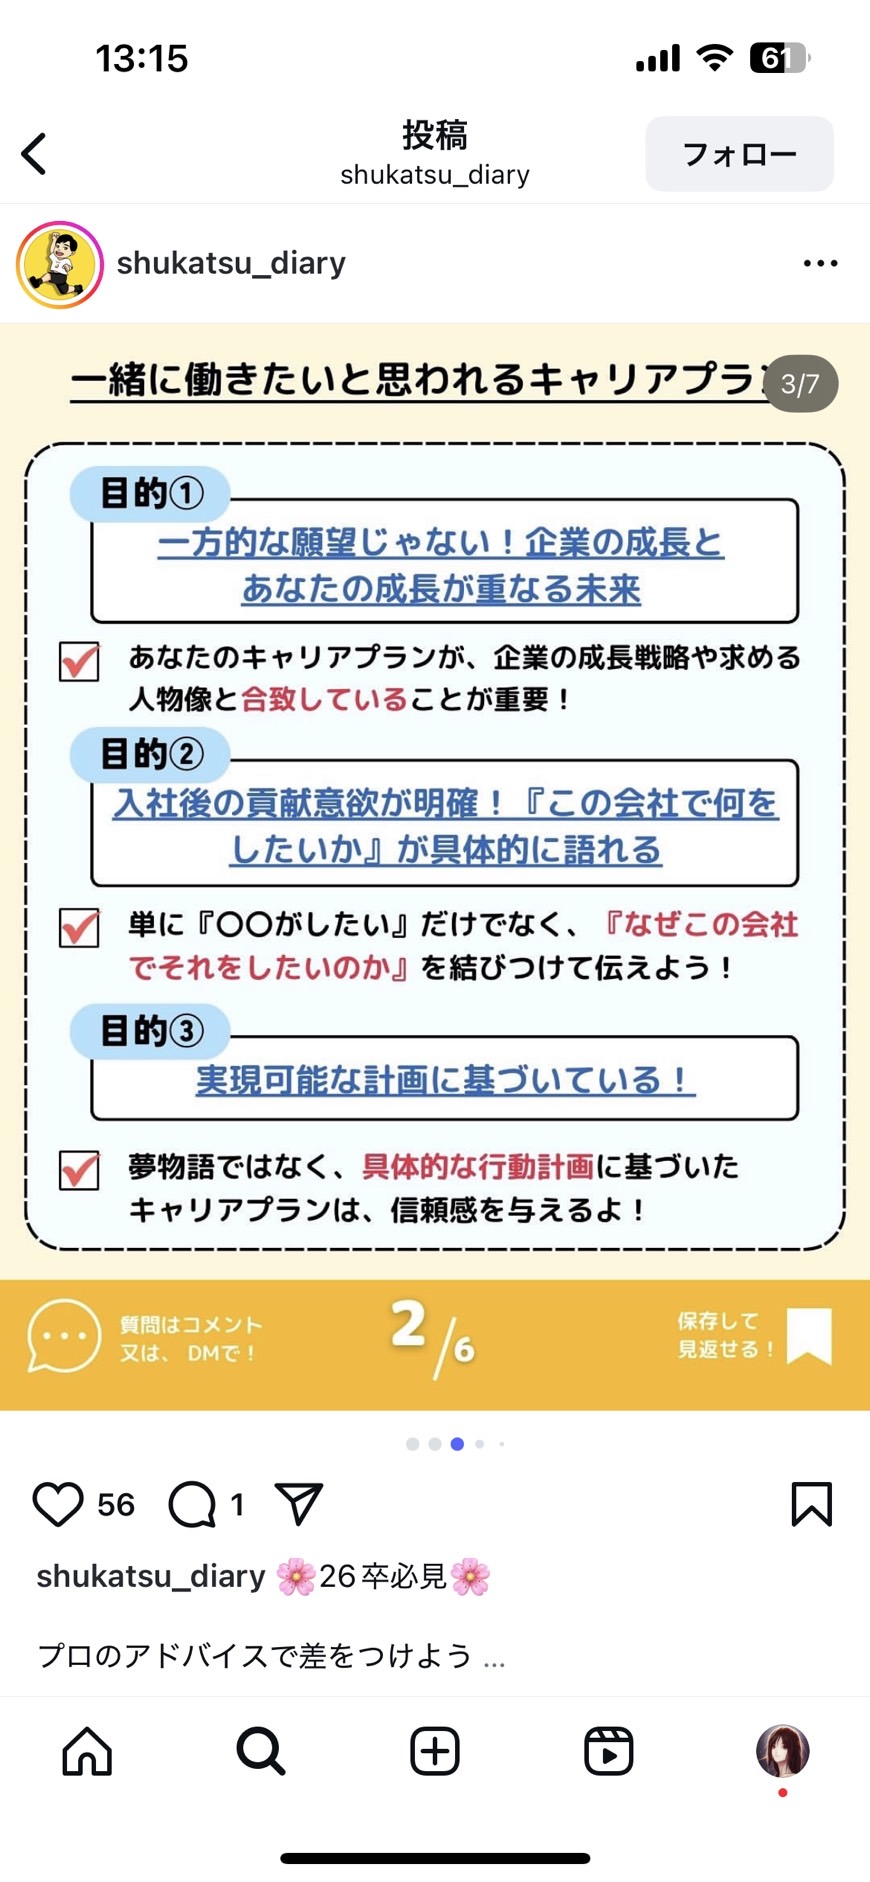 13:15
61
投稿
shukatsu_diary
フォロー
shukatsu_diary
一緒に働きたいと思われるキャリアプラ
3/7
目的①
一方的な願望じゃない！企業の成長と
あなたの成長が重なる未来
あなたのキャリアプランが、企業の成長戦略や求める
人物像と合致していることが重要！
目的②
入社後の貢献意欲が明確！『この会社で何を
したいか』が具体的に語れる
単に『〇〇がしたい』だけでなく、『なぜこの会社
でそれをしたいのか』を結びつけて伝えよう！
目的③
実現可能な計画に基づいている！
夢物語ではなく、具体的な行動計画に基づいた
キャリアプランは、信頼感を与えるよ！
質問はコメント
又は、 DMで！
2/6
保存して
見返せる！
56
1
shukatsu_diary 🌸26卒必見🌸
プロのアドバイスで差をつけよう ...